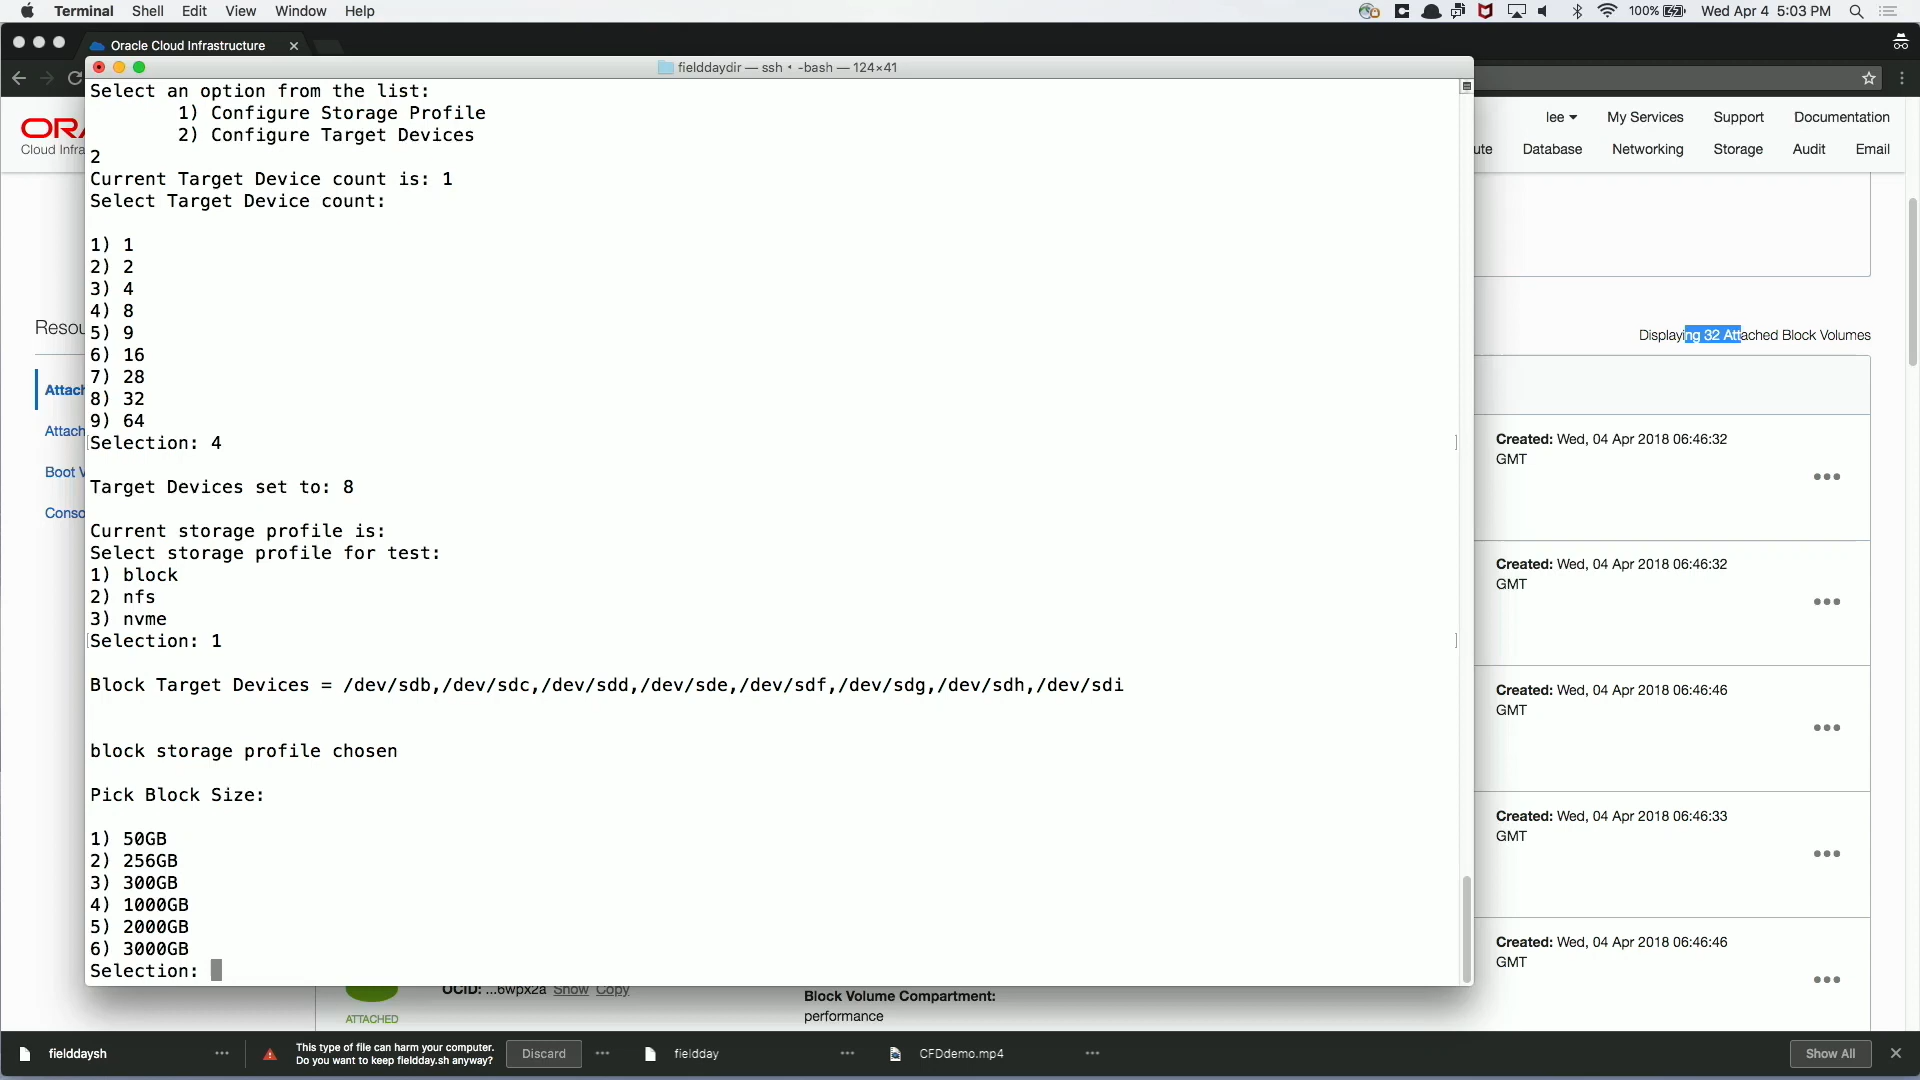 Terminal Shell Edit View Window Help
100% Wed Apr 4 5:03 PM
Oracle Cloud Infrastructure
fielddaydir — ssh • -bash — 124×41
Select an option from the list:
1) Configure Storage Profile
2) Configure Target Devices
2
Current Target Device count is: 1
Select Target Device count:
1) 1
2) 2
3) 4
4) 8
5) 9
6) 16
7) 28
8) 32
9) 64
Selection: 4
Target Devices set to: 8
Current storage profile is:
Select storage profile for test:
1) block
2) nfs
3) nvme
Selection: 1
Block Target Devices = /dev/sdb,/dev/sdc,/dev/sdd,/dev/sde,/dev/sdf,/dev/sdg,/dev/sdh,/dev/sdi
block storage profile chosen
Pick Block Size:
1) 50GB
2) 256GB
3) 300GB
4) 1000GB
5) 2000GB
6) 3000GB
Selection:
ORA
Cloud Infra
Resou
Attach
Attach
Boot V
Conso
lee My Services Support Documentation
ute Database Networking Storage Audit Email
Displaying 32 Attached Block Volumes
Created: Wed, 04 Apr 2018 06:46:32
GMT
Created: Wed, 04 Apr 2018 06:46:32
GMT
Created: Wed, 04 Apr 2018 06:46:46
GMT
Created: Wed, 04 Apr 2018 06:46:33
GMT
Created: Wed, 04 Apr 2018 06:46:46
GMT
OCID: ...6wpx2a Show Copy
ATTACHED
Block Volume Compartment:
performance
fielddaysh
This type of file can harm your computer.
Do you want to keep fieldday.sh anyway?
Discard
fieldday
CFDdemo.mp4
Show All